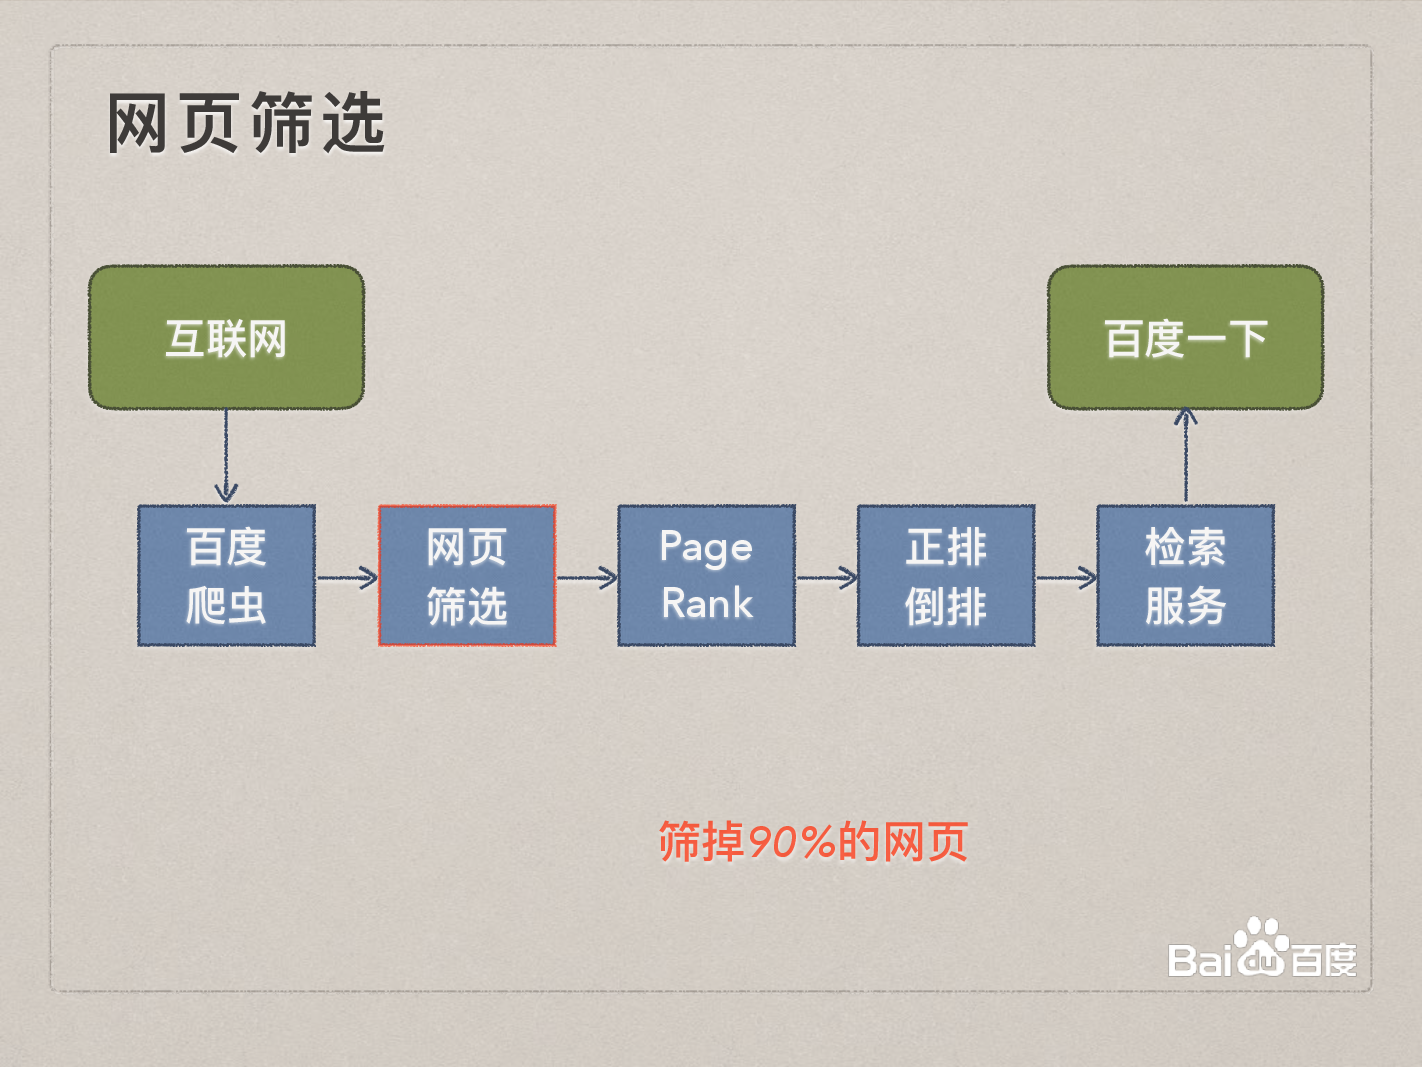 网页筛选
互联网
百度一下
百度
爬虫
网页
筛选
Page
Rank
正排
倒排
检索
服务
筛掉90%的网页
Bai du 百度